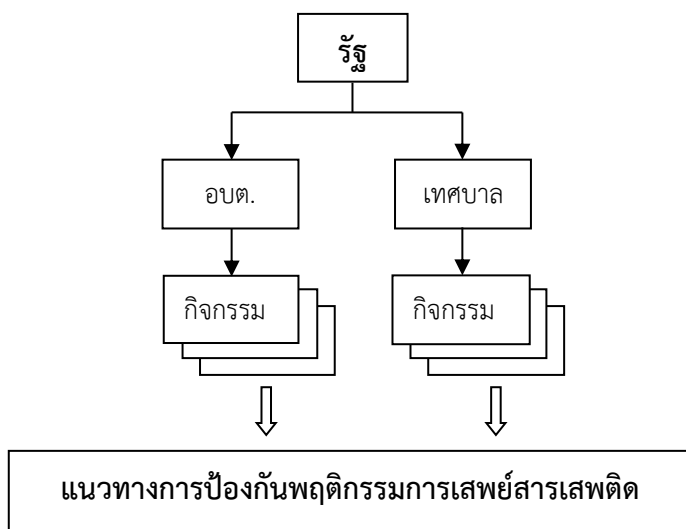 รัฐ
อบต.
เทศบาล
กิจกรรม
กิจกรรม
แนวทางการป้องกันพฤติกรรมการเสพย์สารเสพติด